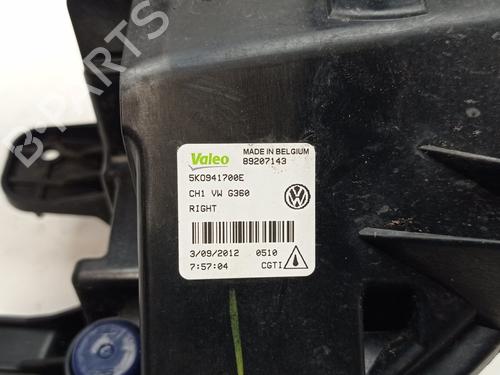 Valeo
MADE IN BELGIUM
89207143
5K0941700E
CH1 VW G360
RIGHT
3/09/2012 0510
7:57:04 CGTI
B-PARTS